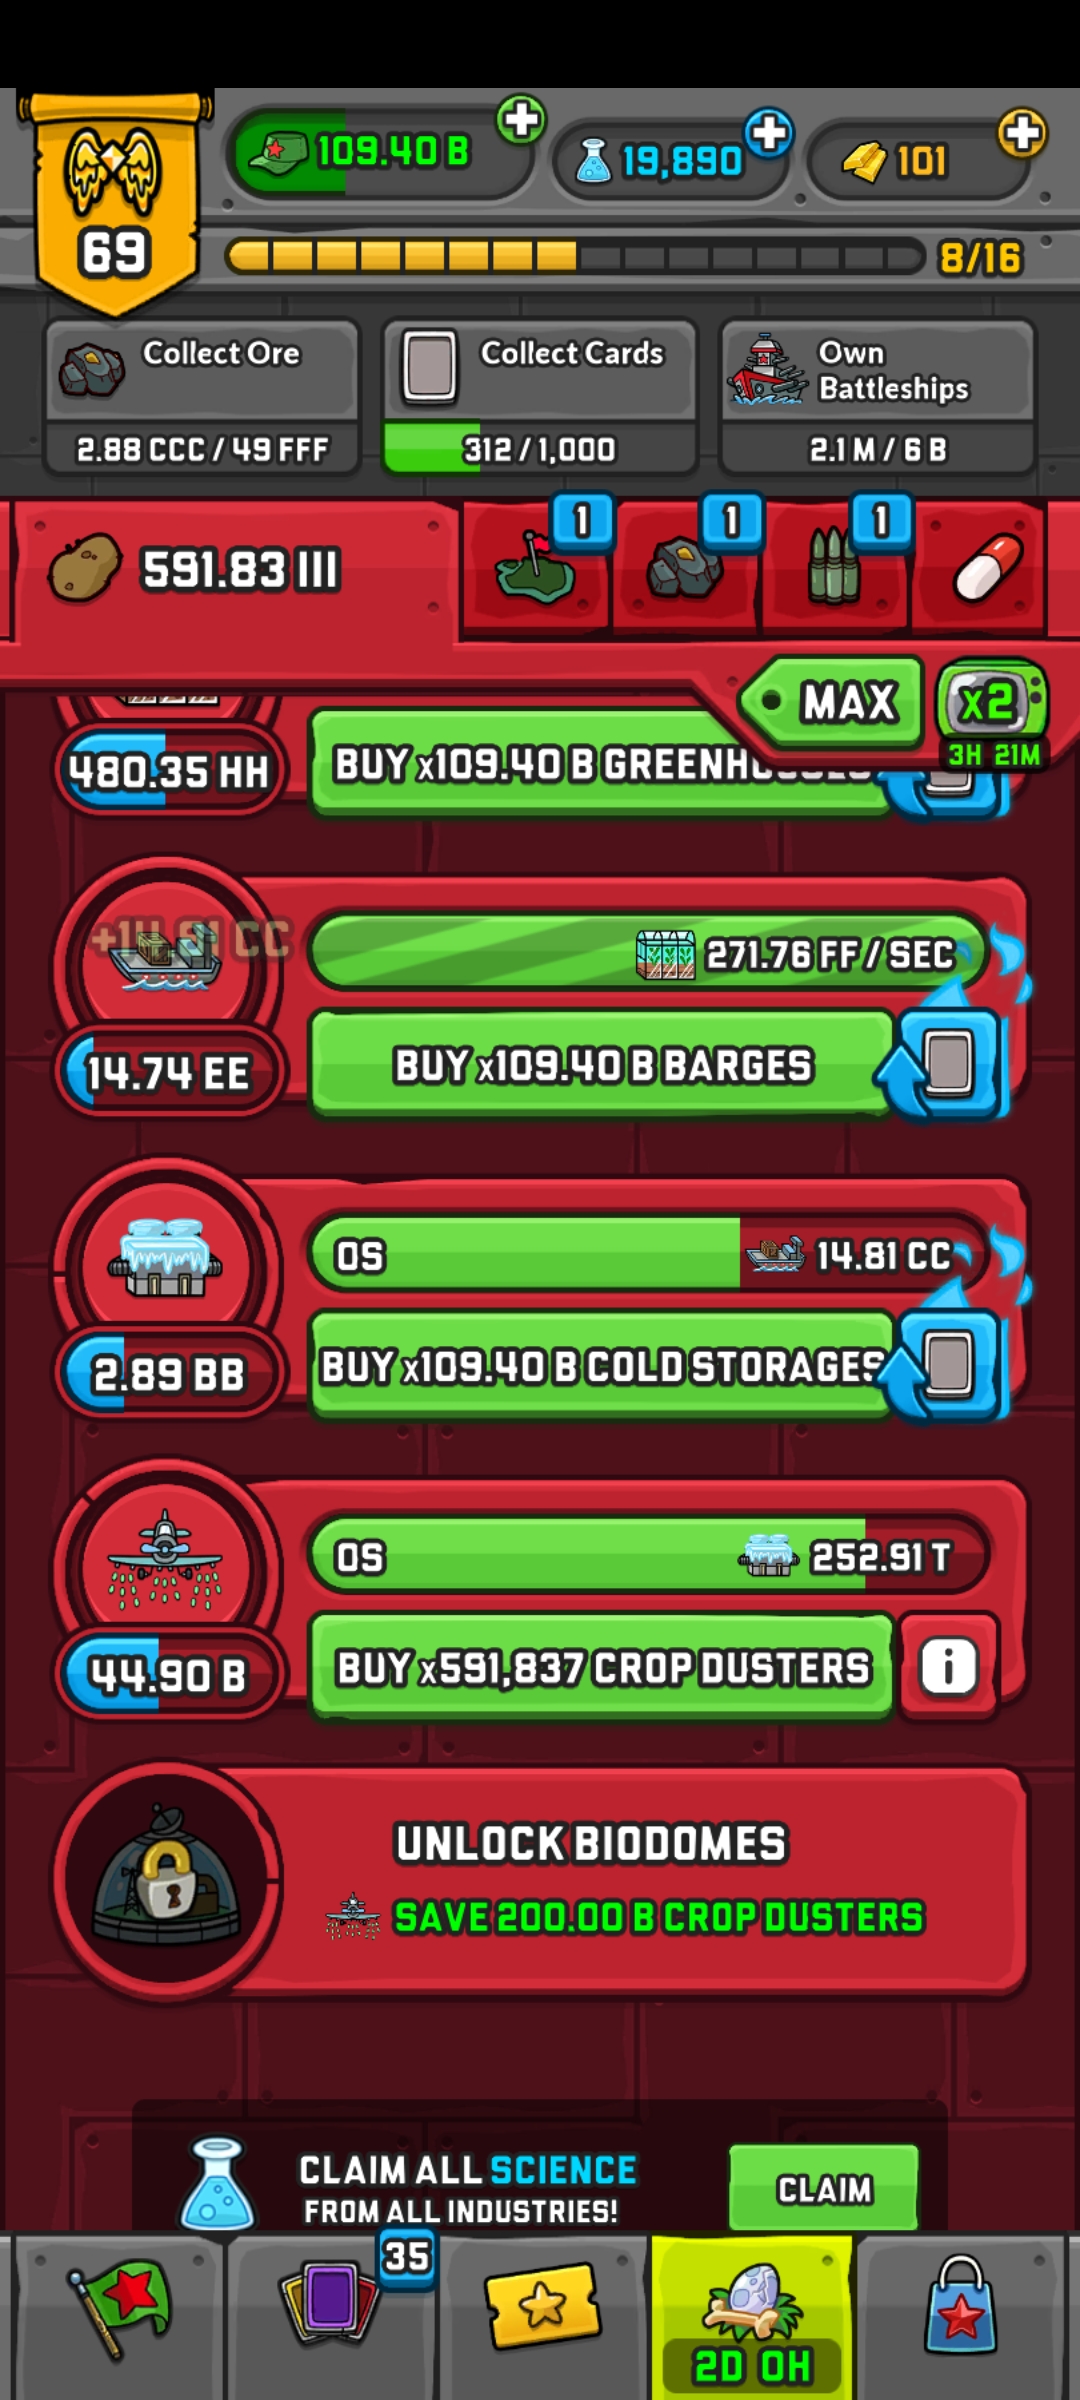 109.40 B
19,890
101
69
8/16
Collect Ore
2.88 CCC / 49 FFF
Collect Cards
312 / 1,000
Own
Battleships
2.1 M / 6 B
591.83 III
1
1
1
MAX
x2
3H 21M
480.35 HH
BUY x109.40 B GREENHOUSES
+14.81 CC
271.76 FF / SEC
14.74 EE
BUY x109.40 B BARGES
0S
14.81 CC
2.89 BB
BUY x109.40 B COLD STORAGES
0S
252.91 T
44.90 B
BUY x591,837 CROP DUSTERS
i
UNLOCK BIODOMES
SAVE 200.00 B CROP DUSTERS
CLAIM ALL SCIENCE
FROM ALL INDUSTRIES!
CLAIM
35
2D 0H